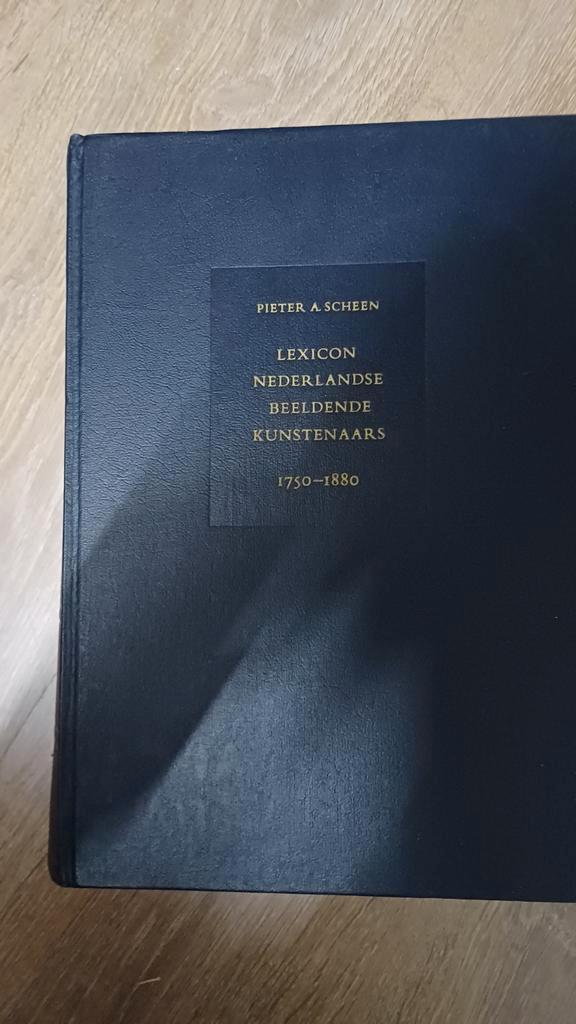 PIETER A. SCHEEN
LEXICON
NEDERLANDSE
BEELDENDE
KUNSTENAARS
1750–1880